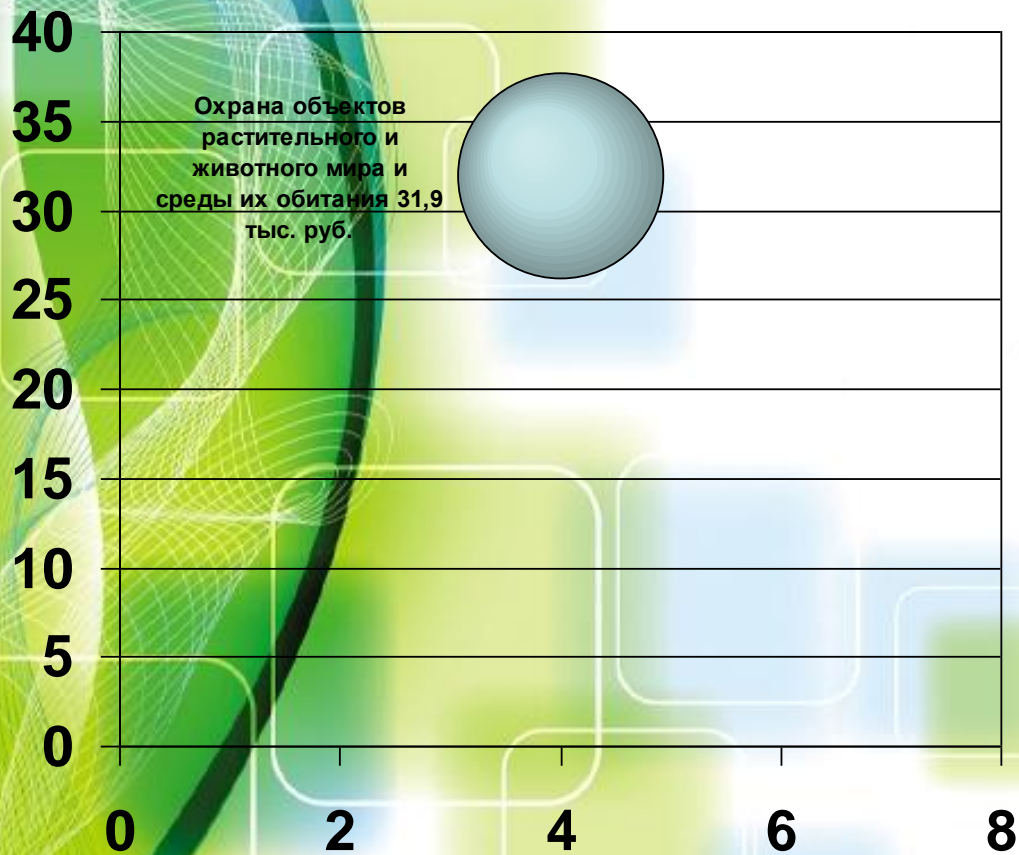 40
35
30
25
20
15
10
5
0
Охрана объектов
растительного и
животного мира и
среды их обитания 31,9
тыс. руб.
0 2 4 6 8